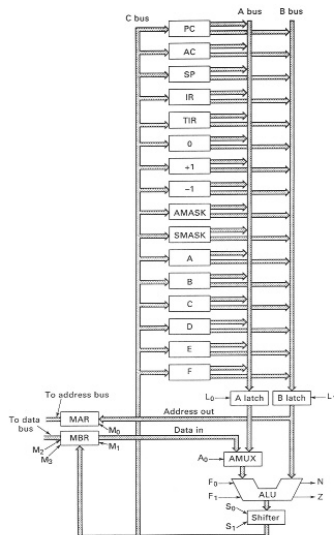 C bus A bus B bus
PC
AC
SP
IR
TIR
0
+1
−1
AMASK
SMASK
A
B
C
D
E
F
To address bus
L0 A latch B latch
Address out
MAR
To data bus
M0
MBR
Data in
M2
M3
M1
A0 AMUX
F0
F1
ALU
N
Z
S0
S1
Shifter